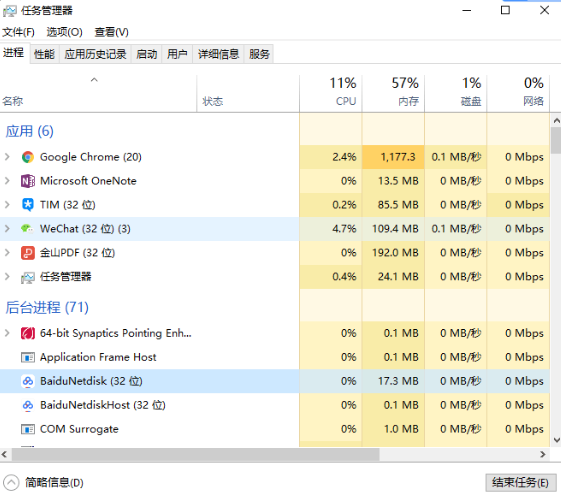 任务管理器
文件(F) 选项(O) 查看(V)
进程 性能 应用历史记录 启动 用户 详细信息 服务
11% 57% 1% 0%
名称 状态 CPU 内存 磁盘 网络
应用 (6)
Google Chrome (20) 2.4% 1,177.3 0.1 MB/秒 0 Mbps
Microsoft OneNote 0% 13.5 MB 0 MB/秒 0 Mbps
TIM (32 位) 0.2% 85.5 MB 0 MB/秒 0 Mbps
WeChat (32 位) (3) 4.7% 109.4 MB 0.1 MB/秒 0 Mbps
金山PDF (32 位) 0% 192.0 MB 0 MB/秒 0 Mbps
任务管理器 0.4% 24.1 MB 0 MB/秒 0 Mbps
后台进程 (71)
64-bit Synaptics Pointing Enh... 0% 0.1 MB 0 MB/秒 0 Mbps
Application Frame Host 0% 0.1 MB 0 MB/秒 0 Mbps
BaiduNetdisk (32 位) 0% 17.3 MB 0 MB/秒 0 Mbps
BaiduNetdiskHost (32 位) 0% 0.1 MB 0 MB/秒 0 Mbps
COM Surrogate 0% 1.0 MB 0 MB/秒 0 Mbps
简略信息(D) 结束任务(E)